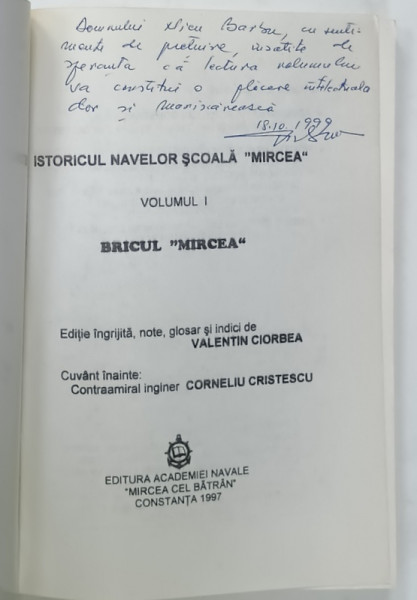 Domnului Nicu Barbu, cu senti-
mente de prețuire, însoțite de
speranța că lectura volumului
va constitui o plăcere intelectuală
dar și marinărească
18.10.1999
ISTORICUL NAVELOR ŞCOALĂ "MIRCEA"
VOLUMUL I
BRICUL "MIRCEA"
Ediţie îngrijită, note, glosar şi indici de
VALENTIN CIORBEA
Cuvânt înainte:
Contraamiral inginer CORNELIU CRISTESCU
EDITURA ACADEMIEI NAVALE
"MIRCEA CEL BĂTRÂN"
CONSTANŢA 1997